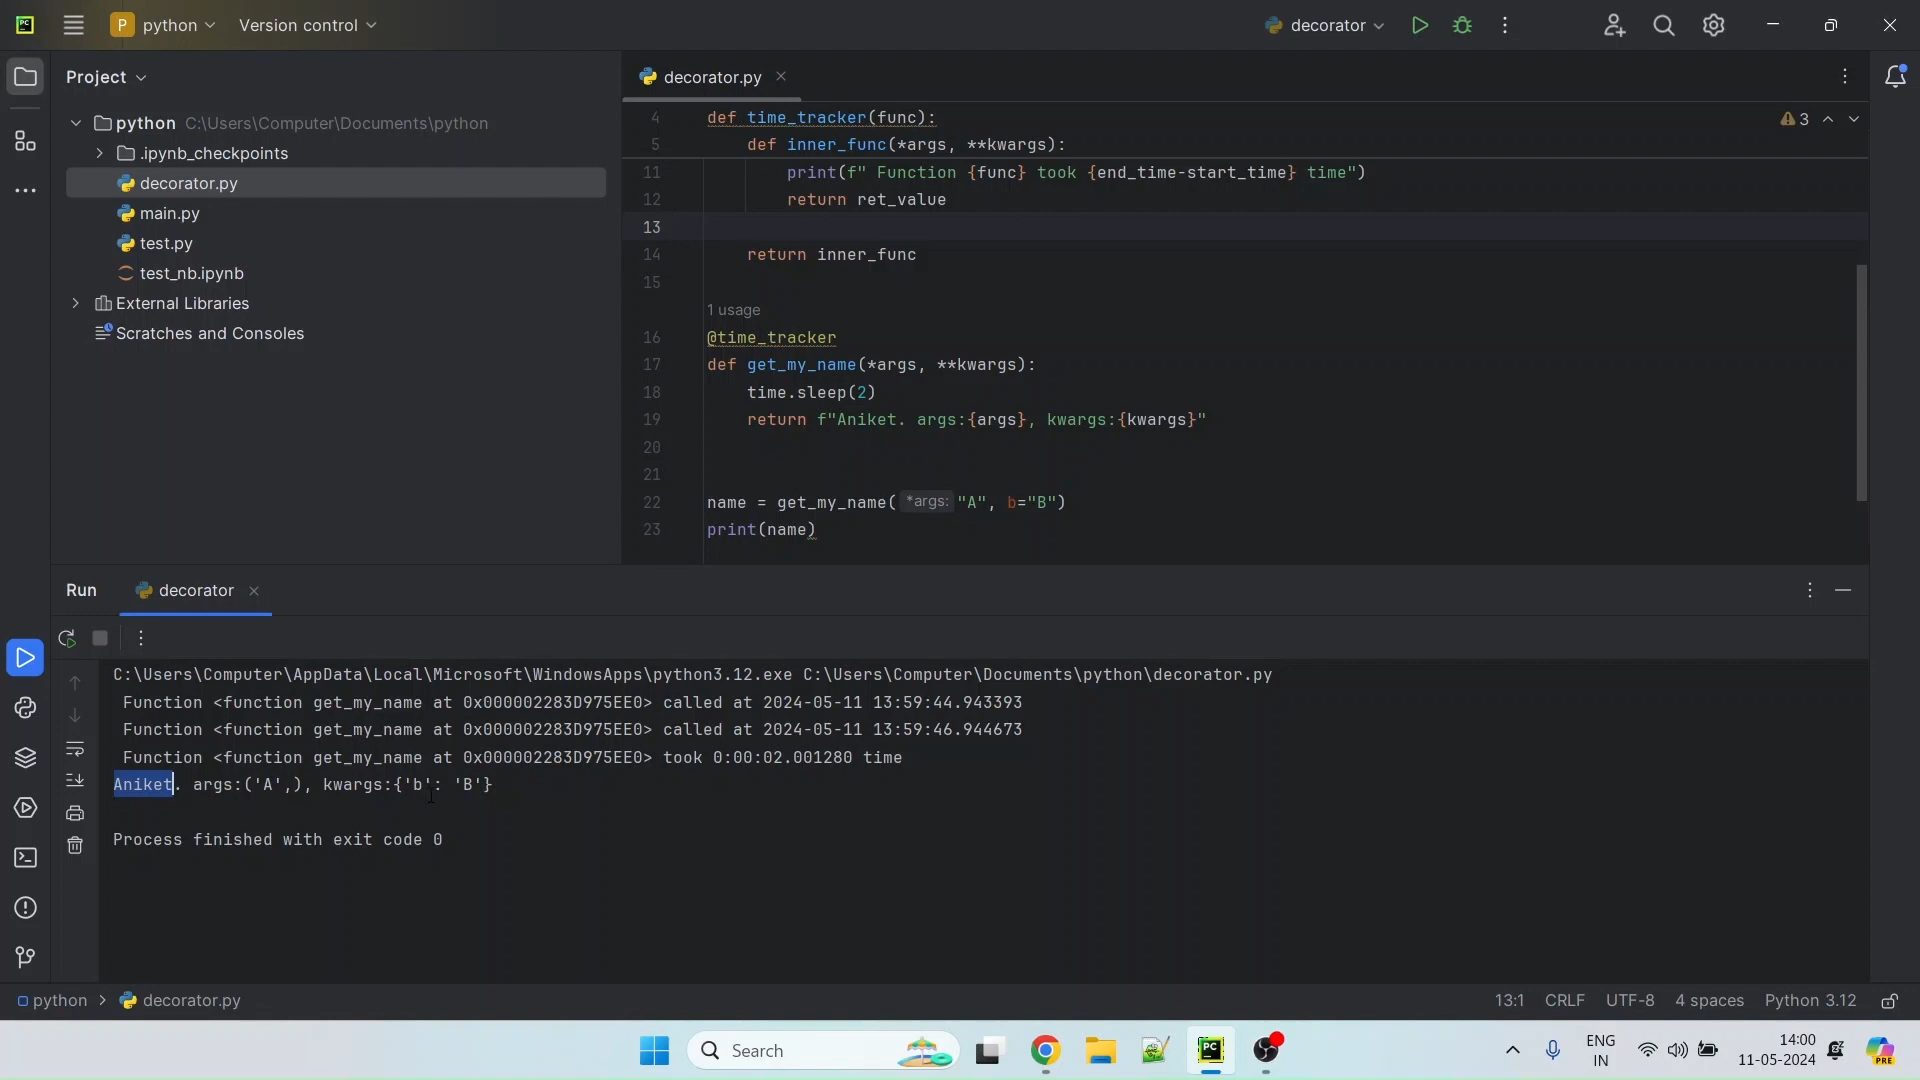 PC
P python Version control
decorator
Project
python C:\Users\Computer\Documents\python
.ipynb_checkpoints
decorator.py
main.py
test.py
test_nb.ipynb
External Libraries
Scratches and Consoles
decorator.py
3
4 def time_tracker(func):
5 def inner_func(*args, **kwargs):
11 print(f" Function {func} took {end_time-start_time} time")
12 return ret_value
13
14 return inner_func
15
1 usage
16 @time_tracker
17 def get_my_name(*args, **kwargs):
18 time.sleep(2)
19 return f"Aniket. args:{args}, kwargs:{kwargs}"
20
21
22 name = get_my_name( *args: "A", b="B")
23 print(name)
Run decorator
C:\Users\Computer\AppData\Local\Microsoft\WindowsApps\python3.12.exe C:\Users\Computer\Documents\python\decorator.py
Function <function get_my_name at 0x000002283D975EE0> called at 2024-05-11 13:59:44.943393
Function <function get_my_name at 0x000002283D975EE0> called at 2024-05-11 13:59:46.944673
Function <function get_my_name at 0x000002283D975EE0> took 0:00:02.001280 time
Aniket. args:('A',), kwargs:{'b': 'B'}
Process finished with exit code 0
python decorator.py
13:1 CRLF UTF-8 4 spaces Python 3.12
Search
PC
ENG
IN
14:00
11-05-2024
PRE